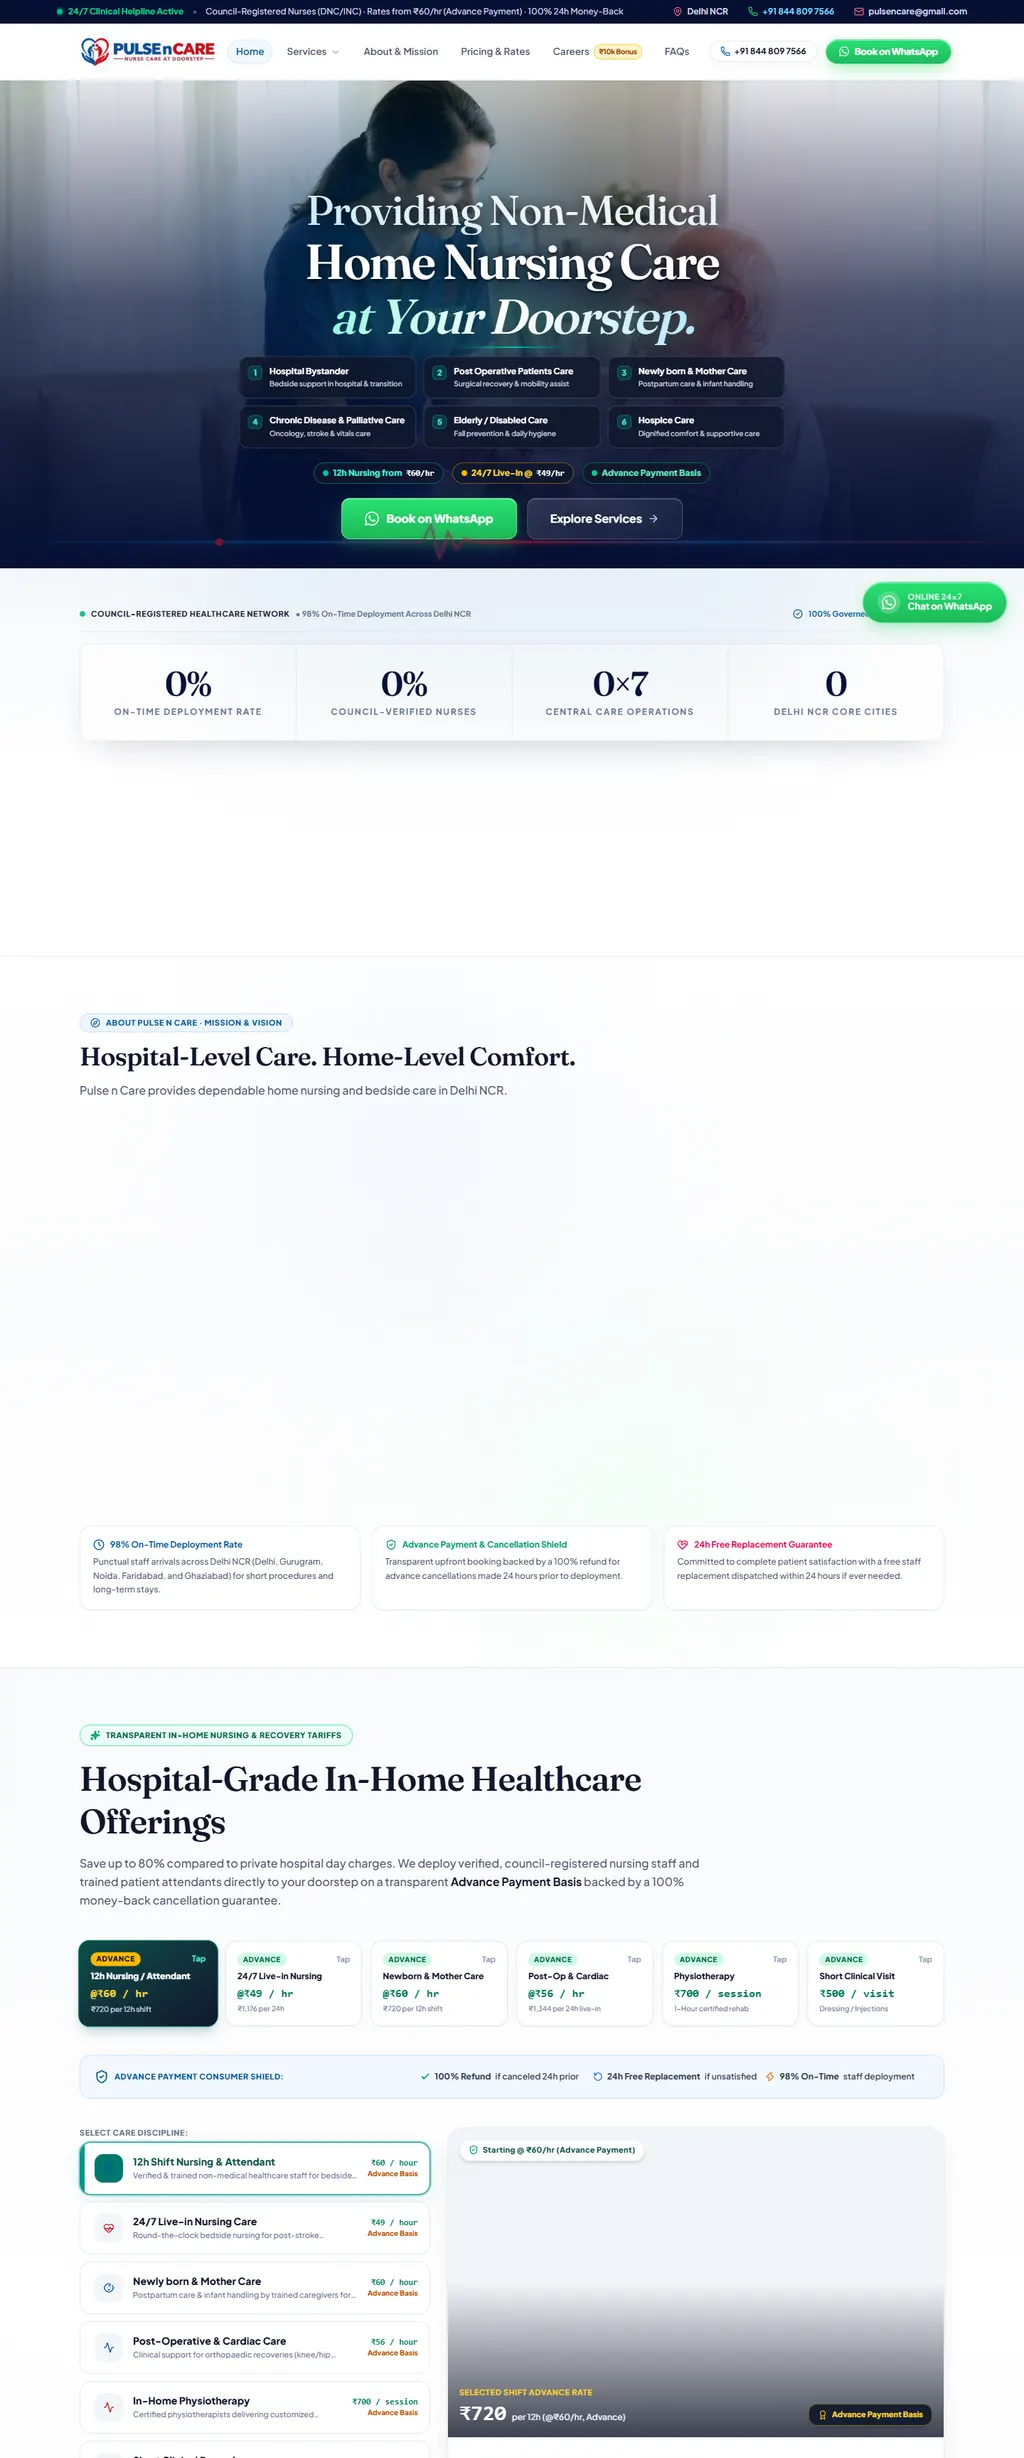 24/7 Clinical Helpline Active • Council-Registered Nurses (DNC/INC) · Rates from ₹60/hr (Advance Payment) · 100% 24h Money-Back
Delhi NCR
+91 844 809 7566
pulsencare@gmail.com
PULSE n CARE
NURSE CARE AT DOORSTEP
Home
Services
About & Mission
Pricing & Rates
Careers
₹10k Bonus
FAQs
+91 844 809 7566
Book on WhatsApp
Providing Non-Medical
Home Nursing Care
at Your Doorstep.
1 Hospital Bystander
Bedside support in hospital & transition
2 Post Operative Patients Care
Surgical recovery & mobility assist
3 Newly born & Mother Care
Postpartum care & infant handling
4 Chronic Disease & Palliative Care
Oncology, stroke & vitals care
5 Elderly / Disabled Care
Fall prevention & daily hygiene
6 Hospice Care
Dignified comfort & supportive care
12h Nursing from ₹60/hr
24/7 Live-In @ ₹49/hr
Advance Payment Basis
Book on WhatsApp
Explore Services →
COUNCIL-REGISTERED HEALTHCARE NETWORK • 98% On-Time Deployment Across Delhi NCR
100% Governe
ONLINE 24×7
Chat on WhatsApp
0%
ON-TIME DEPLOYMENT RATE
0%
COUNCIL-VERIFIED NURSES
0×7
CENTRAL CARE OPERATIONS
0
DELHI NCR CORE CITIES
ABOUT PULSE N CARE · MISSION & VISION
Hospital-Level Care. Home-Level Comfort.
Pulse n Care provides dependable home nursing and bedside care in Delhi NCR.
98% On-Time Deployment Rate
Punctual staff arrivals across Delhi NCR (Delhi, Gurugram,
Noida, Faridabad, and Ghaziabad) for short procedures and
long-term stays.
Advance Payment & Cancellation Shield
Transparent upfront booking backed by a 100% refund for
advance cancellations made 24 hours prior to deployment.
24h Free Replacement Guarantee
Committed to complete patient satisfaction with a free staff
replacement dispatched within 24 hours if ever needed.
TRANSPARENT IN-HOME NURSING & RECOVERY TARIFFS
Hospital-Grade In-Home Healthcare
Offerings
Save up to 80% compared to private hospital day charges. We deploy verified, council-registered nursing staff and
trained patient attendants directly to your doorstep on a transparent Advance Payment Basis backed by a 100%
money-back cancellation guarantee.
ADVANCE Tap
12h Nursing / Attendant
@₹60 / hr
₹720 per 12h shift
ADVANCE Tap
24/7 Live-in Nursing
@₹49 / hr
₹1,176 per 24h
ADVANCE Tap
Newborn & Mother Care
@₹60 / hr
₹720 per 12h shift
ADVANCE Tap
Post-Op & Cardiac
@₹56 / hr
₹1,344 per 24h live-in
ADVANCE Tap
Physiotherapy
₹700 / session
1-Hour certified rehab
ADVANCE Tap
Short Clinical Visit
₹500 / visit
Dressing / Injections
ADVANCE PAYMENT CONSUMER SHIELD:
100% Refund if canceled 24h prior
24h Free Replacement if unsatisfied
98% On-Time staff deployment
SELECT CARE DISCIPLINE:
12h Shift Nursing & Attendant
Verified & trained non-medical healthcare staff for bedside...
₹60 / hour
Advance Basis
24/7 Live-in Nursing Care
Round-the-clock bedside nursing for post-stroke...
₹49 / hour
Advance Basis
Newly born & Mother Care
Postpartum care & infant handling by trained caregivers for...
₹60 / hour
Advance Basis
Post-Operative & Cardiac Care
Clinical support for orthopaedic recoveries (knee/hip...
₹56 / hour
Advance Basis
In-Home Physiotherapy
Certified physiotherapists delivering customized...
₹700 / session
Advance Basis
Starting @ ₹60/hr (Advance Payment)
SELECTED SHIFT ADVANCE RATE
₹720 per 12h (@₹60/hr, Advance)
Advance Payment Basis